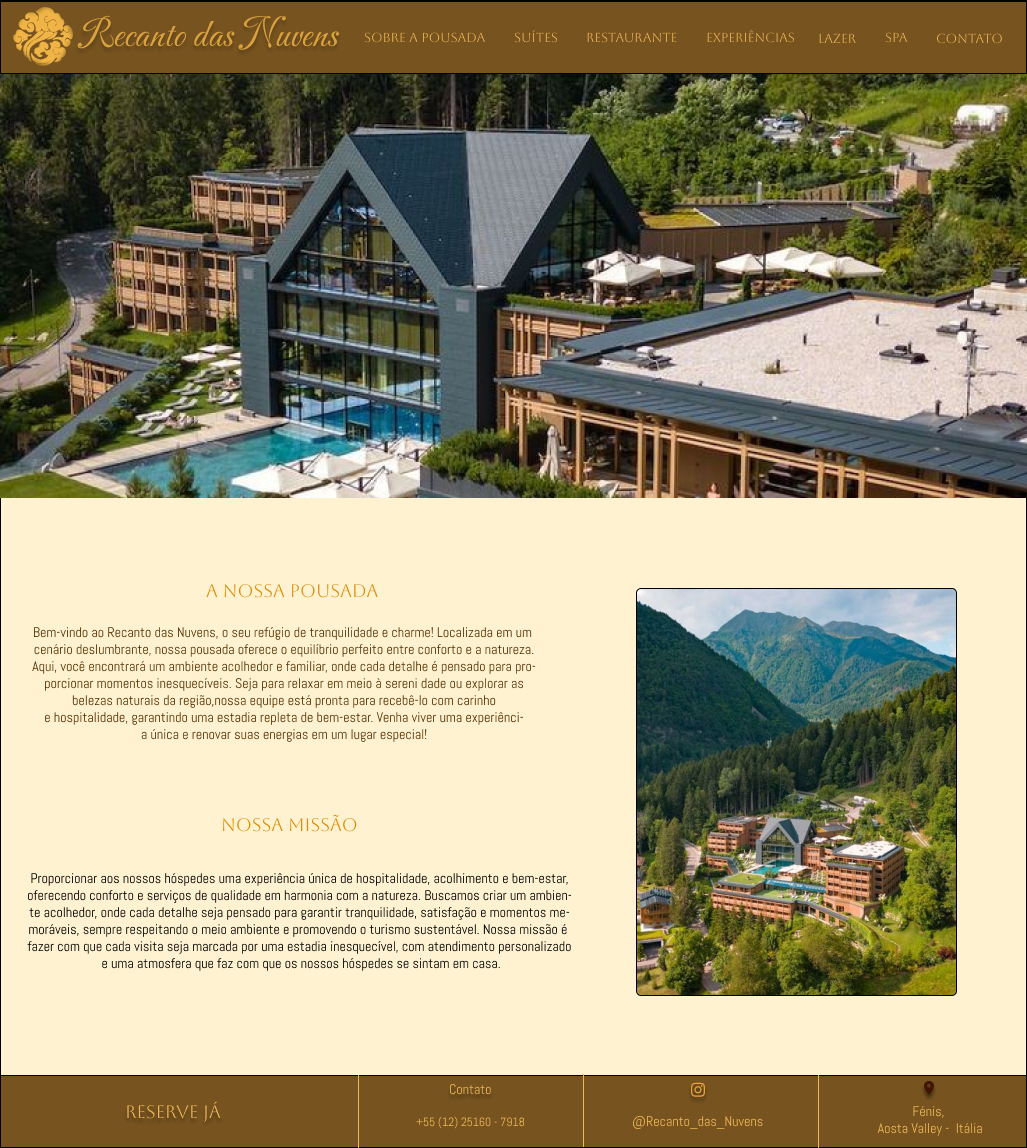 Recanto das Nuvens
SOBRE A POUSADA
SUÍTES
RESTAURANTE
EXPERIÊNCIAS
LAZER
SPA
CONTATO
A NOSSA POUSADA
Bem-vindo ao Recanto das Nuvens, o seu refúgio de tranquilidade e charme! Localizada em um
cenário deslumbrante, nossa pousada oferece o equilíbrio perfeito entre conforto e a natureza.
Aqui, você encontrará um ambiente acolhedor e familiar, onde cada detalhe é pensado para pro-
porcionar momentos inesquecíveis. Seja para relaxar em meio à sereni dade ou explorar as
belezas naturais da região,nossa equipe está pronta para recebê-lo com carinho
e hospitalidade, garantindo uma estadia repleta de bem-estar. Venha viver uma experiênci-
a única e renovar suas energias em um lugar especial!
NOSSA MISSÃO
Proporcionar aos nossos hóspedes uma experiência única de hospitalidade, acolhimento e bem-estar,
oferecendo conforto e serviços de qualidade em harmonia com a natureza. Buscamos criar um ambien-
te acolhedor, onde cada detalhe seja pensado para garantir tranquilidade, satisfação e momentos me-
moráveis, sempre respeitando o meio ambiente e promovendo o turismo sustentável. Nossa missão é
fazer com que cada visita seja marcada por uma estadia inesquecível, com atendimento personalizado
e uma atmosfera que faz com que os nossos hóspedes se sintam em casa.
RESERVE JÁ
Contato
+55 (12) 25160 - 7918
@Recanto_das_Nuvens
Fénis,
Aosta Valley - Itália